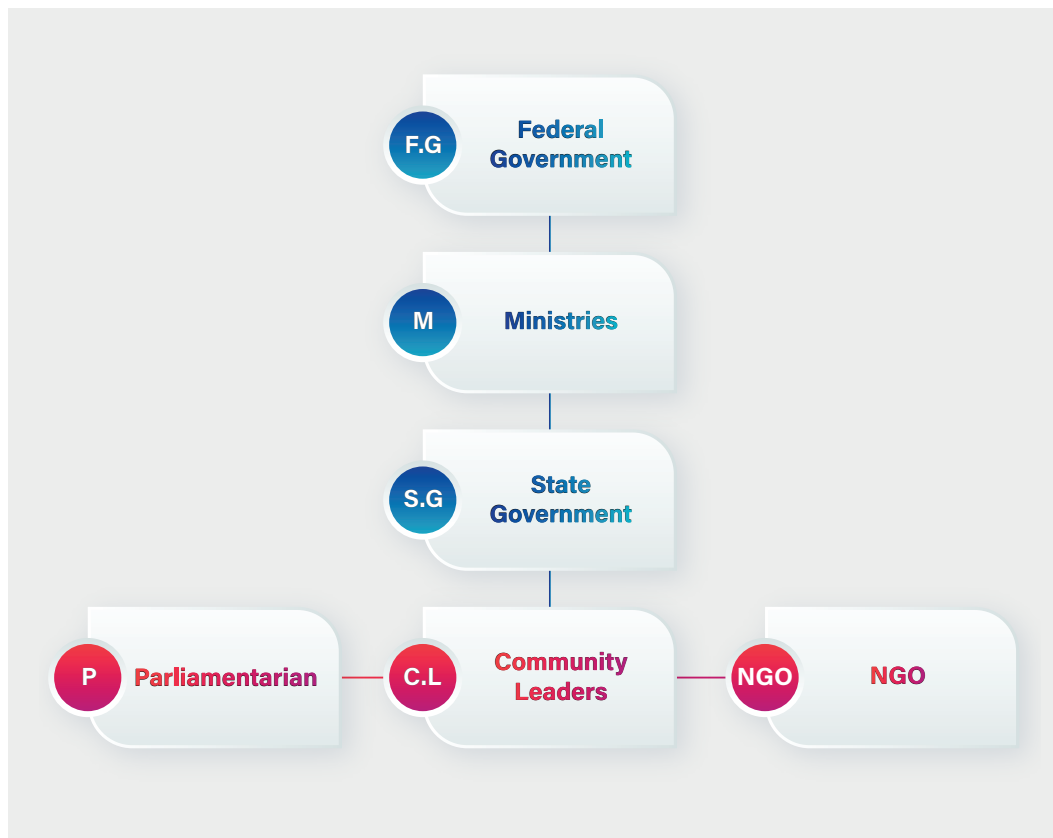 F.G
Federal
Government
M
Ministries
S.G
State
Government
P
Parliamentarian
C.L
Community
Leaders
NGO
NGO